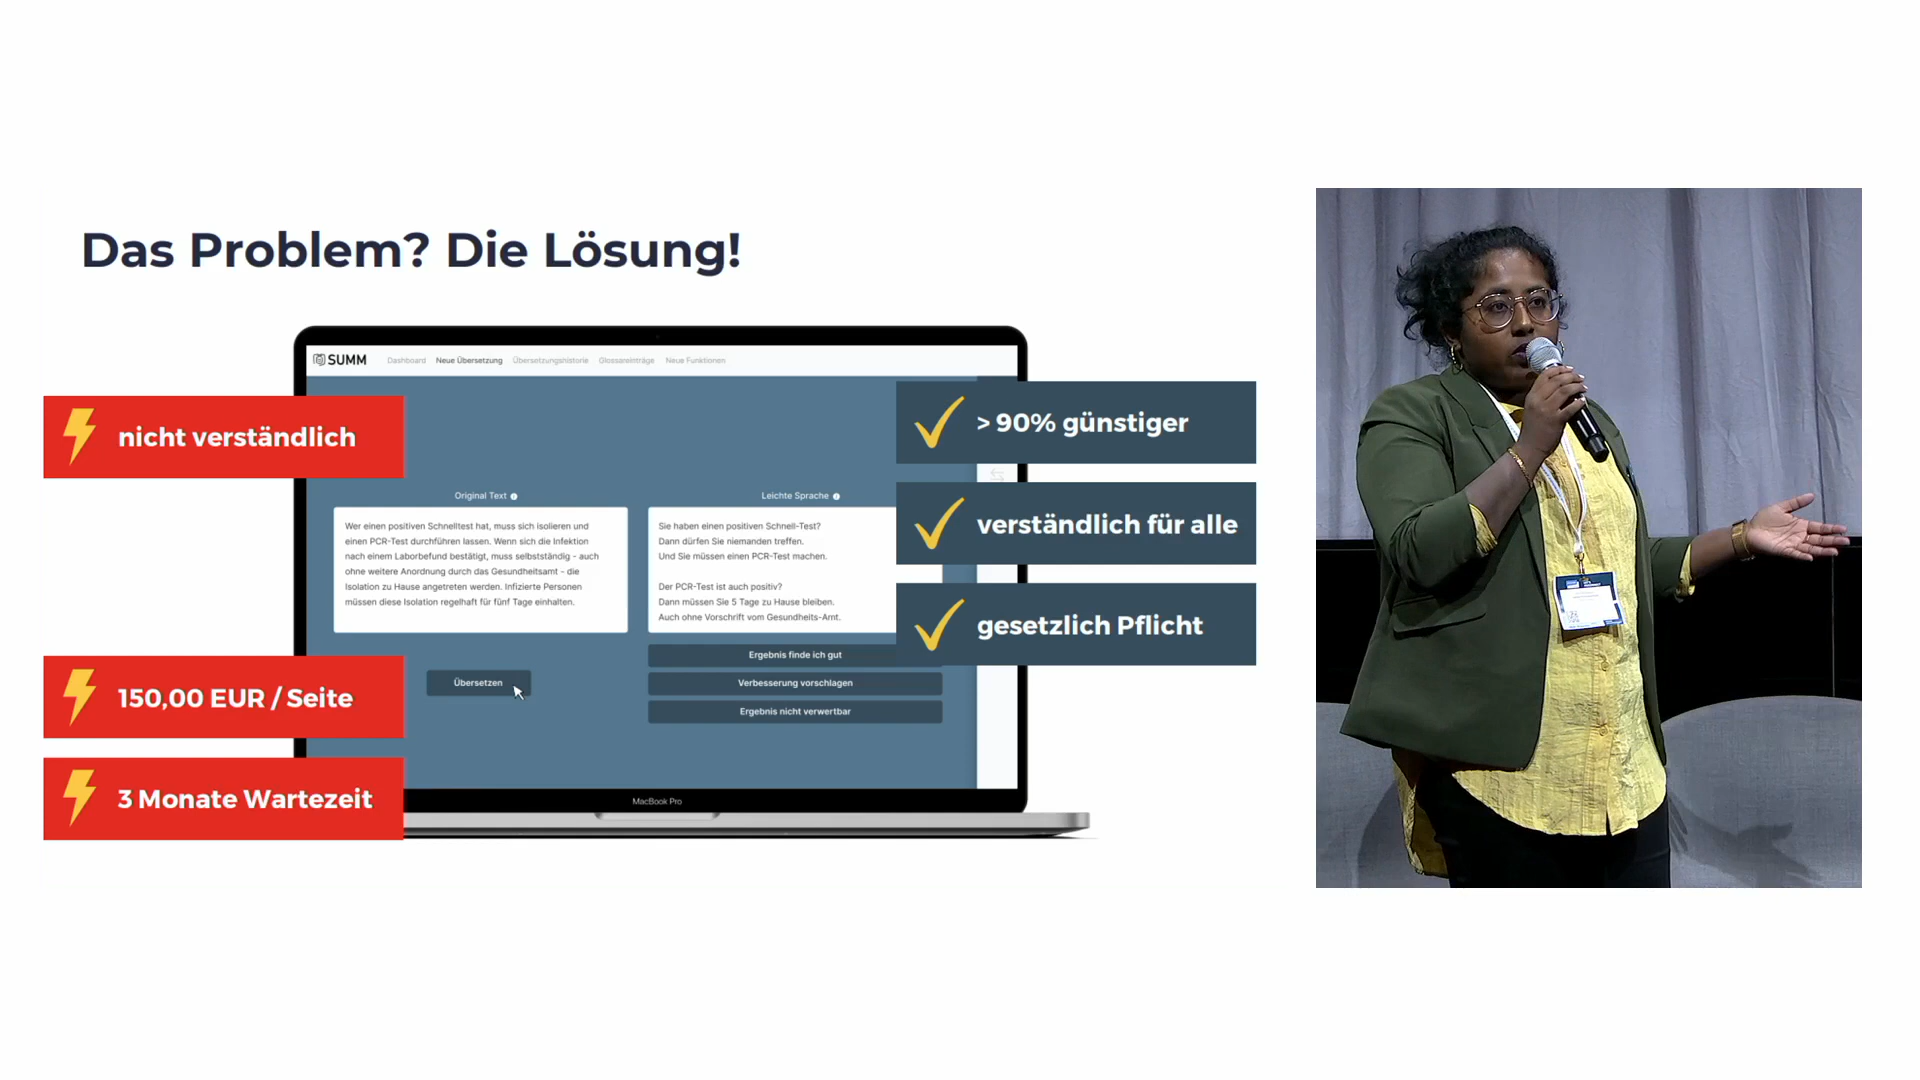 Das Problem? Die Lösung!
SUMM
Dashboard Neue Übersetzung Übersetzungshistorie Glossareinträge Neue Funktionen
nicht verständlich
150,00 EUR / Seite
3 Monate Wartezeit
Original Text
Wer einen positiven Schnelltest hat, muss sich isolieren und
einen PCR-Test durchführen lassen. Wenn sich die Infektion
nach einem Laborbefund bestätigt, muss selbstständig - auch
ohne weitere Anordnung durch das Gesundheitsamt - die
Isolation zu Hause angetreten werden. Infizierte Personen
müssen diese Isolation regelhaft für fünf Tage einhalten.
Übersetzen
Leichte Sprache
Sie haben einen positiven Schnell-Test?
Dann dürfen Sie niemanden treffen.
Und Sie müssen einen PCR-Test machen.
Der PCR-Test ist auch positiv?
Dann müssen Sie 5 Tage zu Hause bleiben.
Auch ohne Vorschrift vom Gesundheits-Amt.
Ergebnis finde ich gut
Verbesserung vorschlagen
Ergebnis nicht verwertbar
> 90% günstiger
verständlich für alle
gesetzlich Pflicht
MacBook Pro